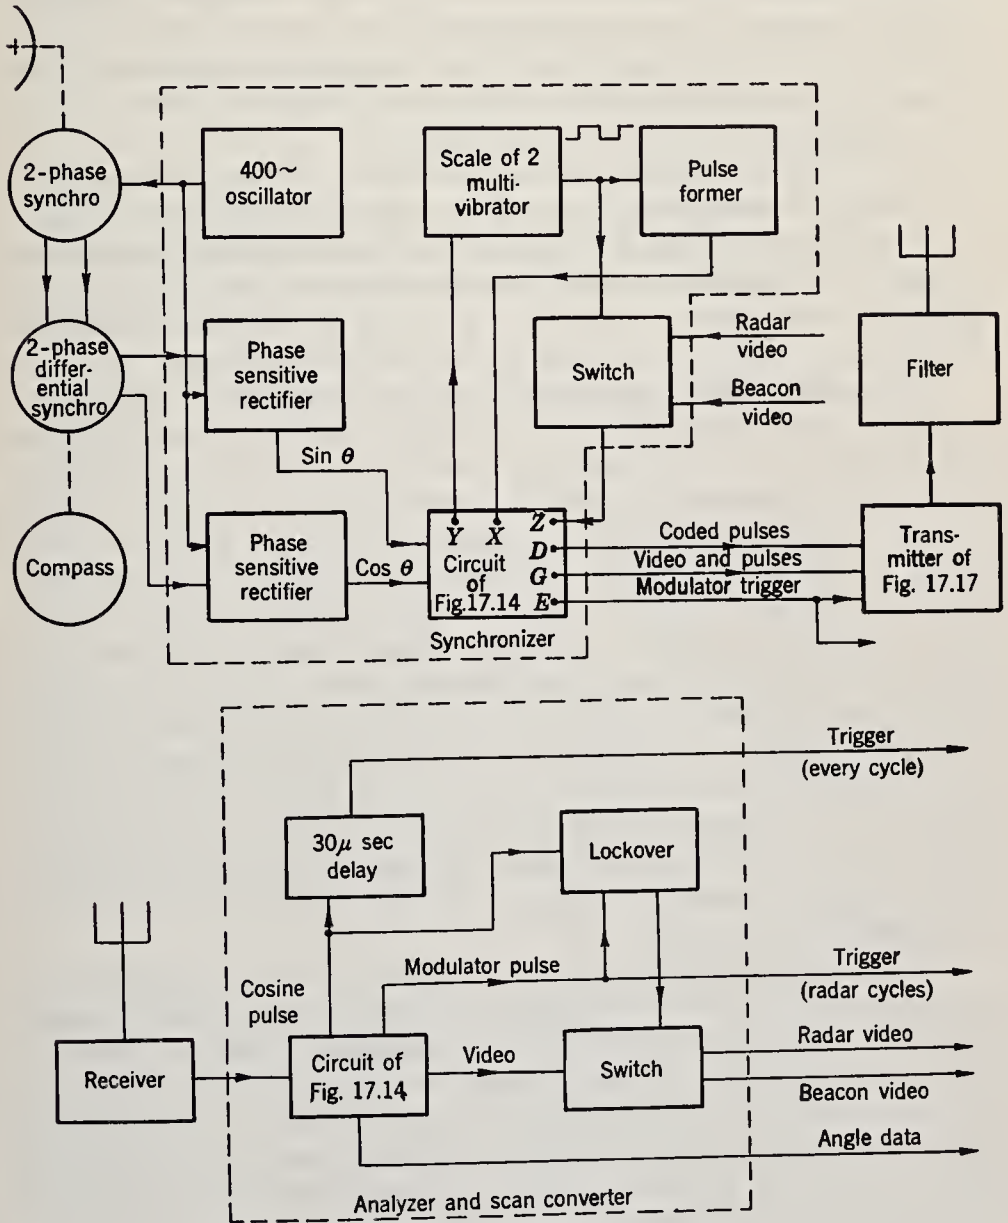 2-phase
synchro
400~
oscillator
Scale of 2
multi-
vibrator
Pulse
former
2-phase
differ-
ential
synchro
Phase
sensitive
rectifier
Switch
Radar
video
Beacon
video
Filter
Sin θ
Compass
Phase
sensitive
rectifier
Cos θ
Y X Z
Circuit D
of G
Fig.17.14 E
Coded pulses
Video and pulses
Modulator trigger
Trans-
mitter of
Fig. 17.17
Synchronizer
Trigger
(every cycle)
30μ sec
delay
Lockover
Cosine
pulse
Modulator pulse
Trigger
(radar cycles)
Receiver
Circuit of
Fig. 17.14
Video
Switch
Radar video
Beacon video
Angle data
Analyzer and scan converter